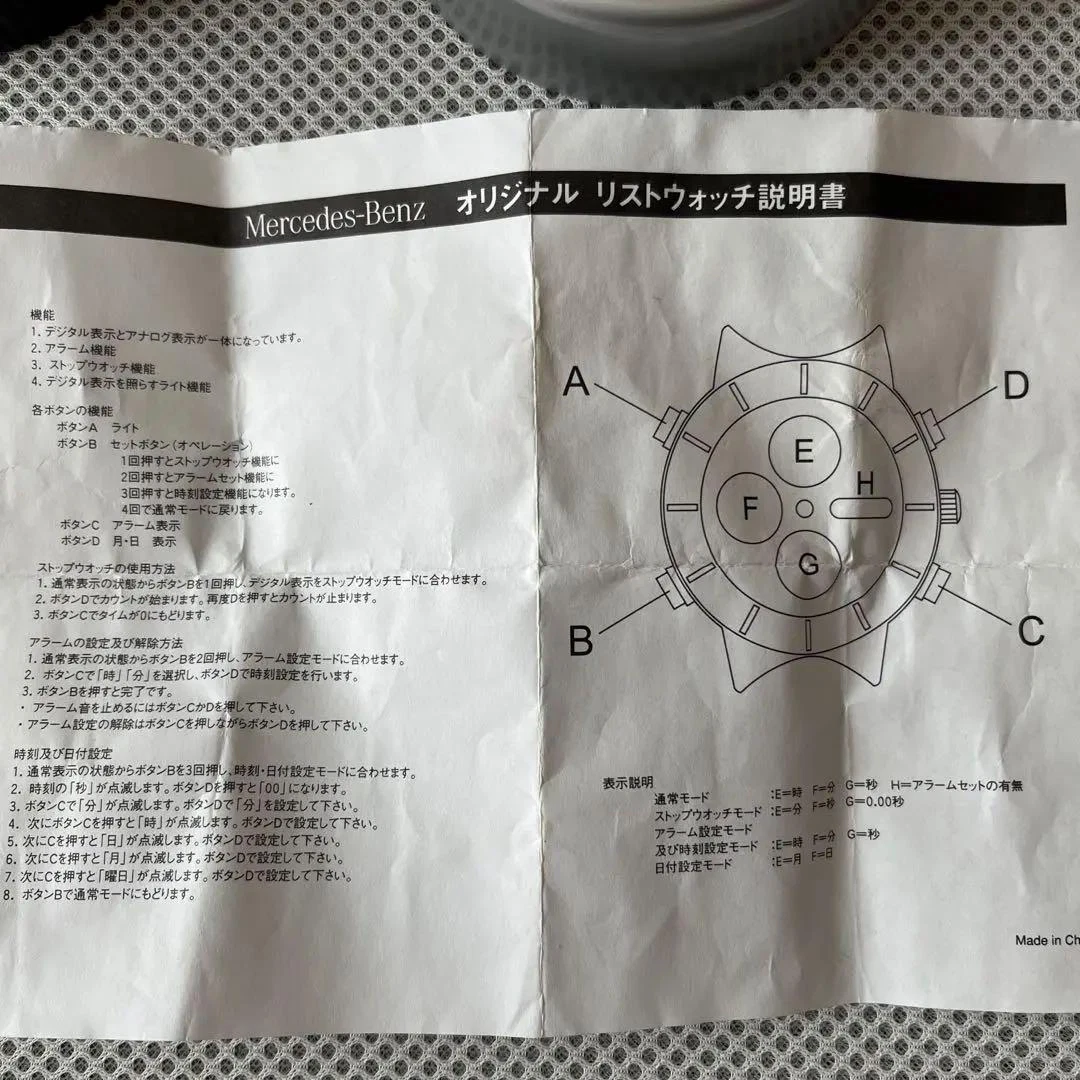 Mercedes-Benz オリジナル リストウォッチ説明書
機能
1. デジタル表示とアナログ表示が一体になっています。
2. アラーム機能
3. ストップウオッチ機能
4. デジタル表示を照らすライト機能
各ボタンの機能
ボタンA ライト
ボタンB セットボタン(オペレーション)
1回押すとストップウオッチ機能に
2回押すとアラームセット機能に
3回押すと時刻設定機能になります。
4回で通常モードに戻ります。
ボタンC アラーム表示
ボタンD 月・日 表示
ストップウオッチの使用方法
1. 通常表示の状態からボタンBを1回押し、デジタル表示をストップウオッチモードに合わせます。
2. ボタンDでカウントが始まります。再度Dを押すとカウントが止まります。
3. ボタンCでタイムが0にもどります。
アラームの設定及び解除方法
1. 通常表示の状態からボタンBを2回押し、アラーム設定モードに合わせます。
2. ボタンCで「時」「分」を選択し、ボタンDで時刻設定を行います。
3. ボタンBを押すと完了です。
・ アラーム音を止めるにはボタンCかDを押して下さい。
・アラーム設定の解除はボタンCを押しながらボタンDを押して下さい。
時刻及び日付設定
1. 通常表示の状態からボタンBを3回押し、時刻・日付設定モードに合わせます。
2. 時刻の「秒」が点滅します。ボタンDを押すと「00」になります。
3. ボタンCで「分」が点滅します。ボタンDで「分」を設定して下さい。
4. 次にボタンCを押すと「時」が点滅します。ボタンDで設定して下さい。
5. 次にCを押すと「日」が点滅します。ボタンDで設定して下さい。
6. 次にCを押すと「月」が点滅します。ボタンDで設定して下さい。
7. 次にCを押すと「曜日」が点滅します。ボタンDで設定して下さい。
8. ボタンBで通常モードにもどります。
A
D
E
F
H
G
B
C
表示説明
通常モード :E=時 F=分 G=秒 H=アラームセットの有無
ストップウオッチモード :E=分 F=秒 G=0.00秒
アラーム設定モード
及び時刻設定モード :E=時 F=分 G=秒
日付設定モード :E=月 F=日
Made in Ch